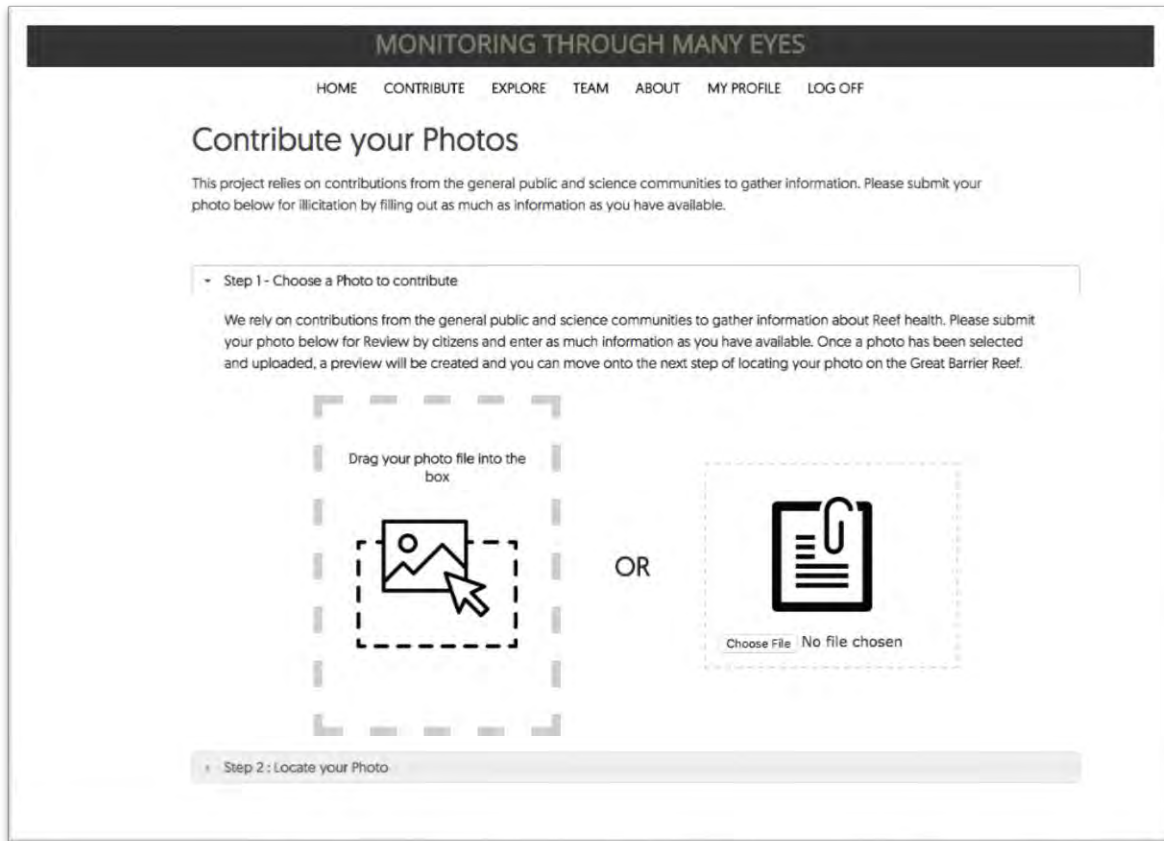 MONITORING THROUGH MANY EYES
HOME CONTRIBUTE EXPLORE TEAM ABOUT MY PROFILE LOG OFF
Contribute your Photos
This project relies on contributions from the general public and science communities to gather information. Please submit your
photo below for illicitation by filling out as much as information as you have available.
Step 1 - Choose a Photo to contribute
We rely on contributions from the general public and science communities to gather information about Reef health. Please submit
your photo below for Review by citizens and enter as much information as you have available. Once a photo has been selected
and uploaded, a preview will be created and you can move onto the next step of locating your photo on the Great Barrier Reef.
Drag your photo file into the
box
OR
Choose File No file chosen
Step 2 : Locate your Photo